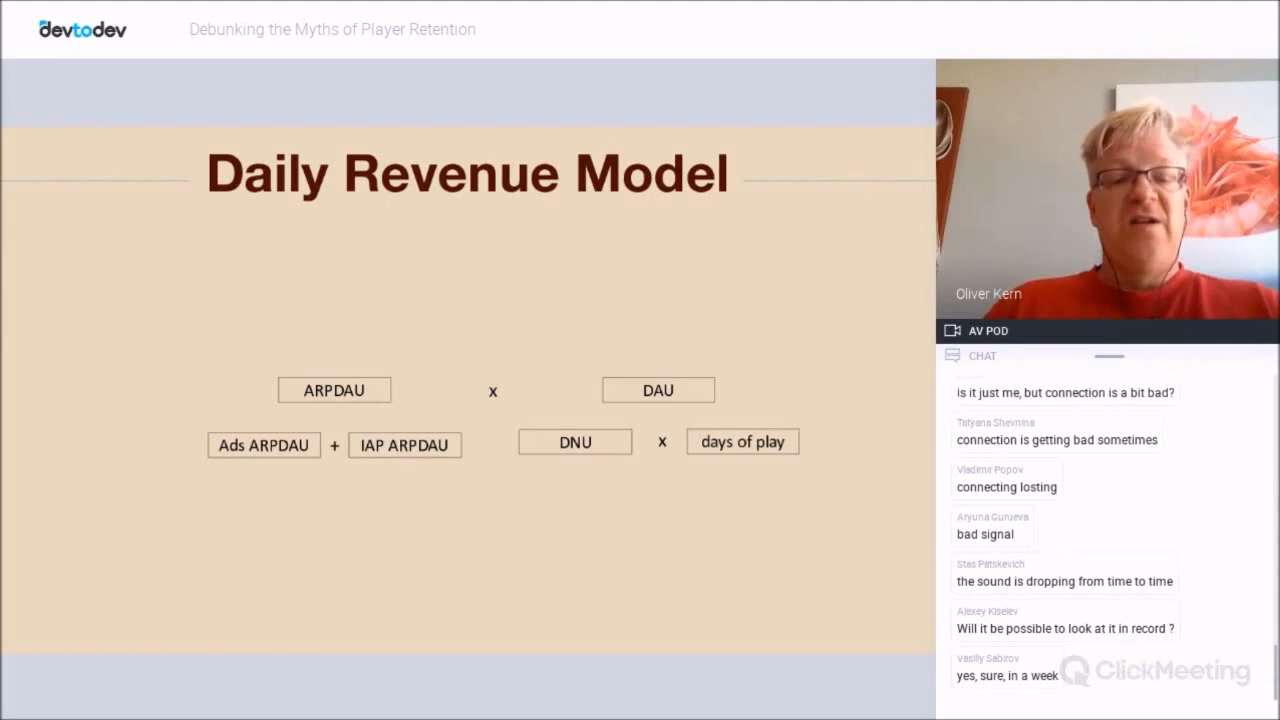 devtodev
Debunking the Myths of Player Retention
Daily Revenue Model
ARPDAU x DAU
Ads ARPDAU + IAP ARPDAU DNU x days of play
Oliver Kern
AV POD
CHAT
is it just me, but connection is a bit bad?
Tatyana Shevnina
connection is getting bad sometimes
Vladimir Popov
connecting losting
Aryuna Gurueva
bad signal
Stas Patskevich
the sound is dropping from time to time
Alexey Kiselev
Will it be possible to look at it in record ?
Vasiliy Sabirov
yes, sure, in a week
ClickMeeting